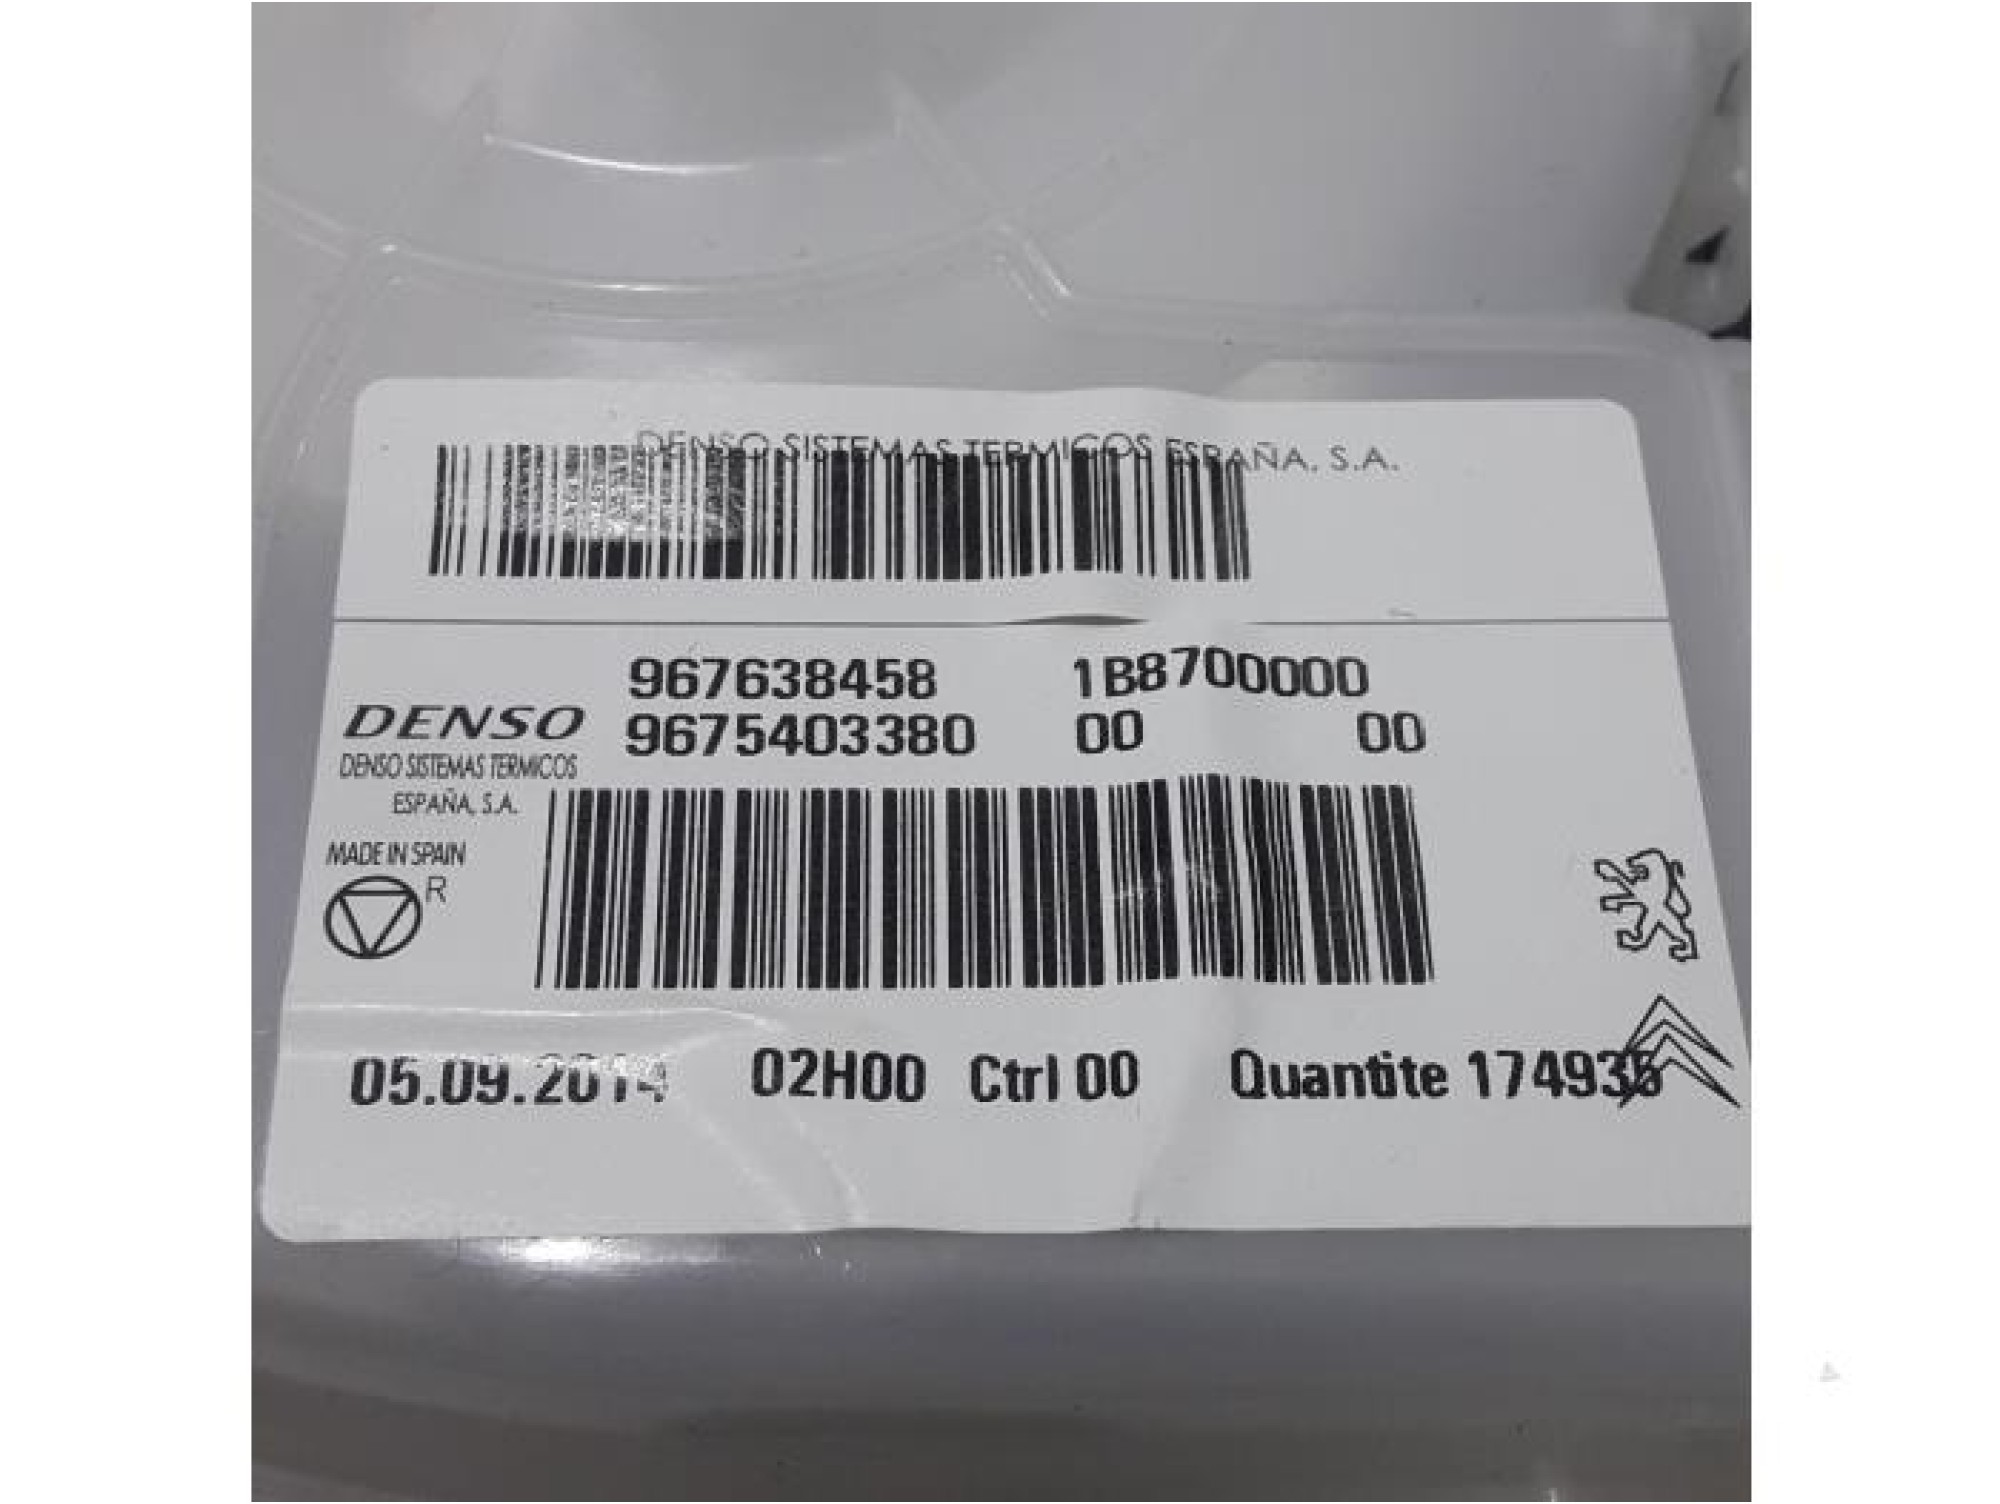 DENSO SISTEMAS TERMICOS ESPAÑA, S.A.
967638458 1B8700000
9675403380 00 00
DENSO
DENSO SISTEMAS TERMICOS
ESPAÑA, S.A.
MADE IN SPAIN
R
05.09.2014 02H00 Ctrl 00 Quantite 174935